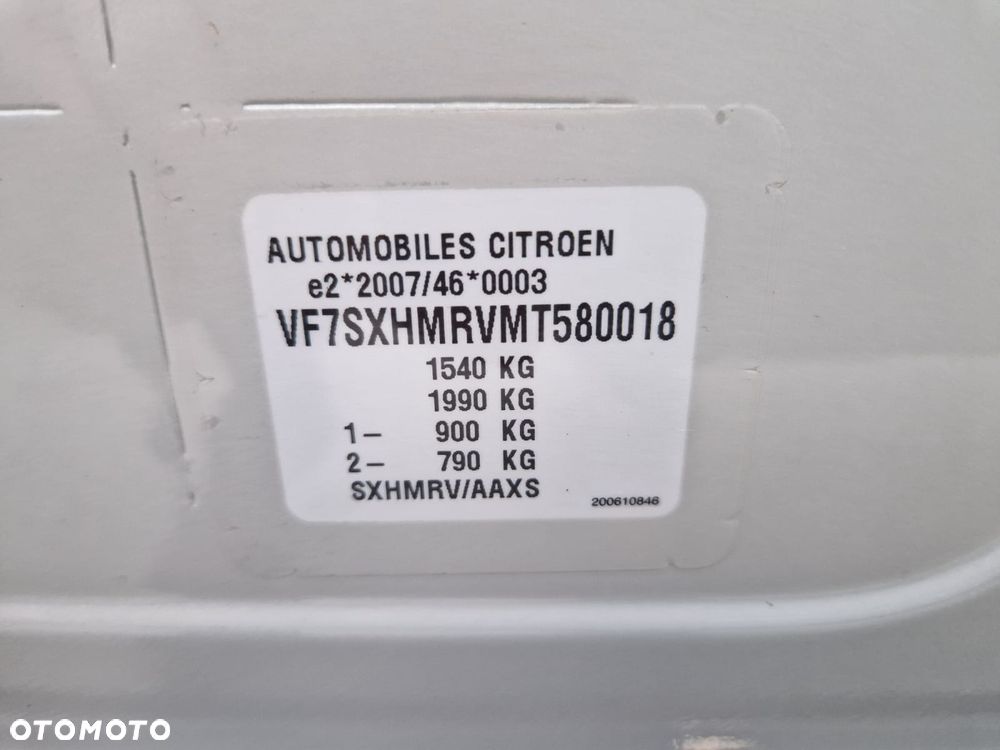 AUTOMOBILES CITROEN
e2*2007/46*0003
VF7SXHMRVMT580018
1540 KG
1990 KG
1– 900 KG
2– 790 KG
SXHMRV/AAXS
200610846
OTOMOTO